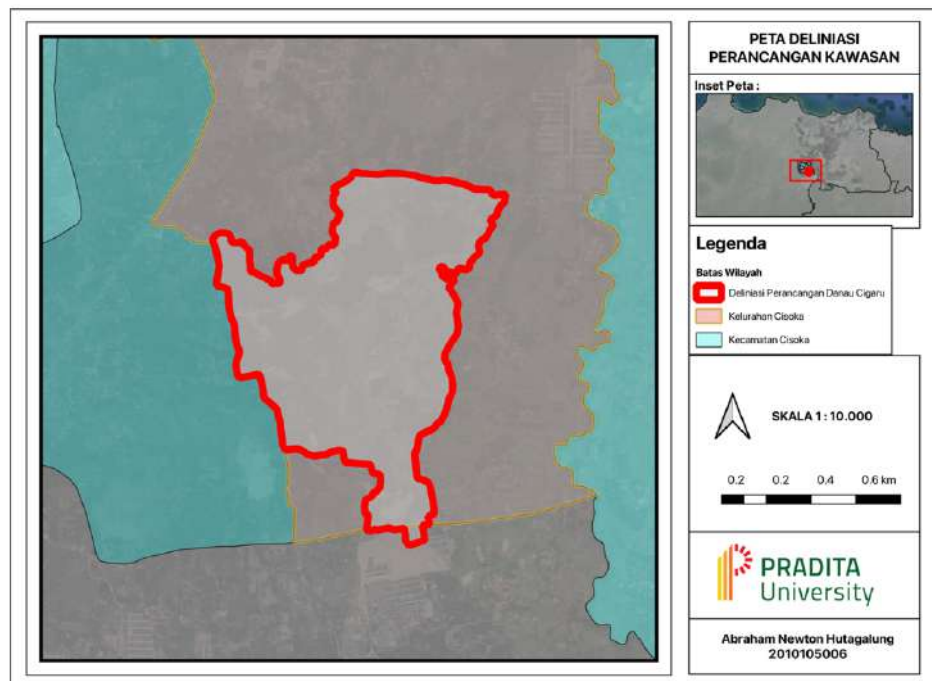 PETA DELINIASI
PERANCANGAN KAWASAN
Inset Peta :
Legenda
Batas Wilayah
Deliniasi Perancangan Danau Cigaru
Kelurahan Cisoka
Kecamatan Cisoka
SKALA 1 : 10.000
0.2 0.2 0.4 0.6 km
PRADITA
University
Abraham Newton Hutagalung
2010105006